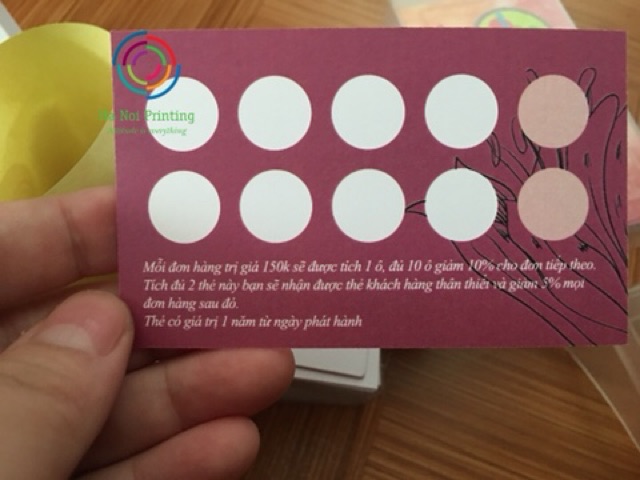 Hà Noi Printing
Mỗi đơn hàng trị giá 150k sẽ được tích 1 ô, đủ 10 ô giảm 10% cho đơn tiếp theo.
Tích đủ 2 thẻ này bạn sẽ nhận được thẻ khách hàng thân thiết và giảm 5% mọi
đơn hàng sau đó.
Thẻ có giá trị 1 năm từ ngày phát hành